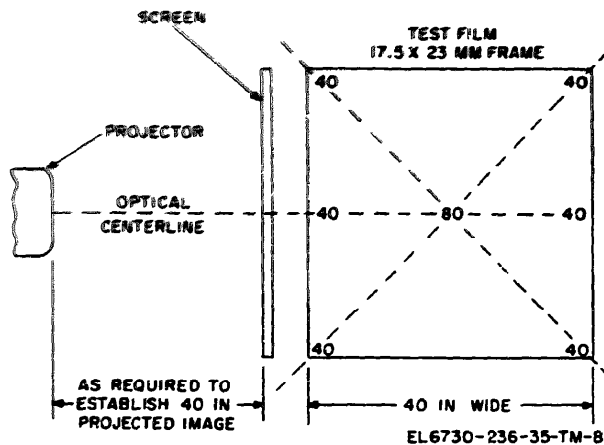 SCREEN
TEST FILM
17.5 X 23 MM FRAME
40 40
PROJECTOR
OPTICAL
CENTERLINE
40 80 40
40 40
AS REQUIRED TO
ESTABLISH 40 IN
PROJECTED IMAGE
40 IN WIDE
EL6730-236-35-TM-8